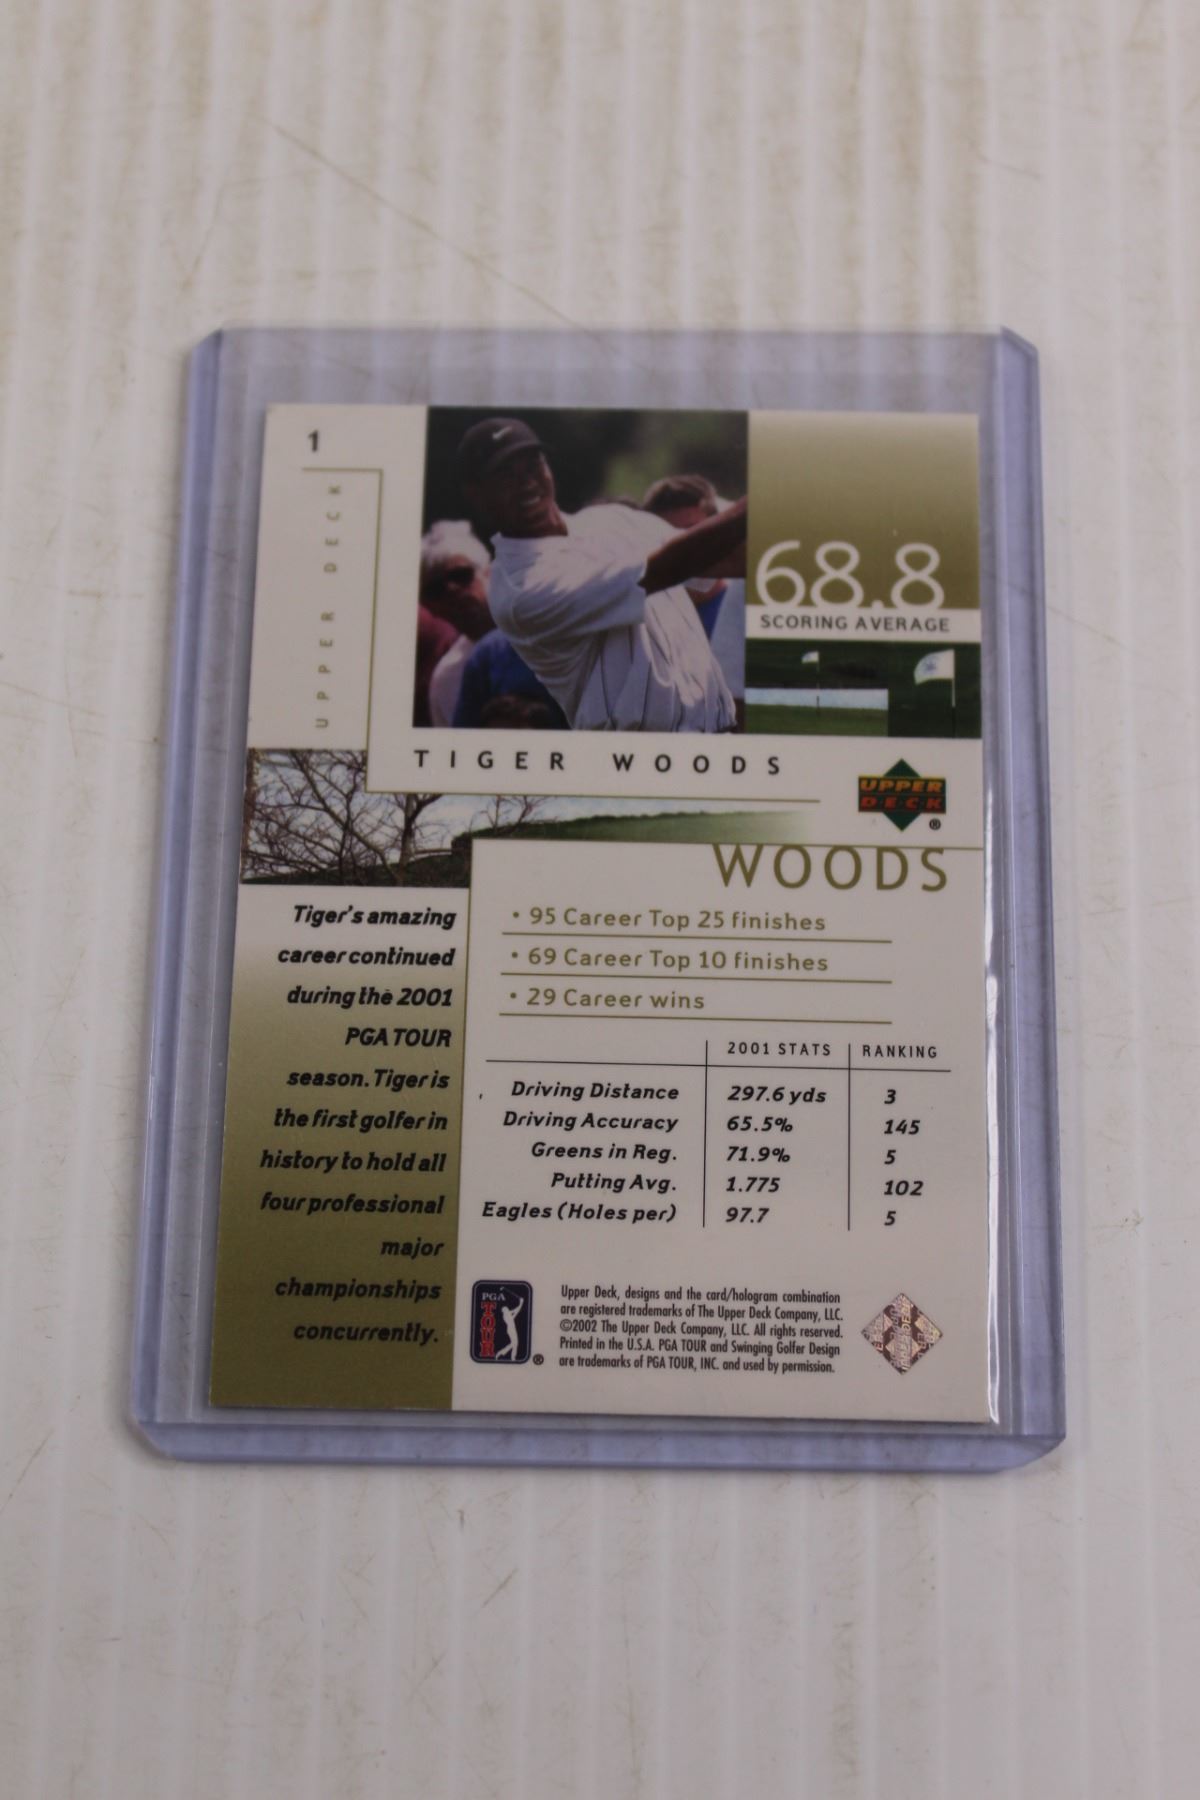 1
UPPER DECK
68.8
SCORING AVERAGE
TIGER WOODS
UPPER
DECK
®
WOODS
Tiger's amazing
career continued
during the 2001
PGA TOUR
season. Tiger is
the first golfer in
history to hold all
four professional
major
championships
concurrently.
• 95 Career Top 25 finishes
• 69 Career Top 10 finishes
• 29 Career wins
2001 STATS RANKING
Driving Distance 297.6 yds 3
Driving Accuracy 65.5% 145
Greens in Reg. 71.9% 5
Putting Avg. 1.775 102
Eagles (Holes per) 97.7 5
PGA
TOUR
®
Upper Deck, designs and the card/hologram combination
are registered trademarks of The Upper Deck Company, LLC.
©2002 The Upper Deck Company, LLC. All rights reserved.
Printed in the U.S.A. PGA TOUR and Swinging Golfer Design
are trademarks of PGA TOUR, INC. and used by permission.